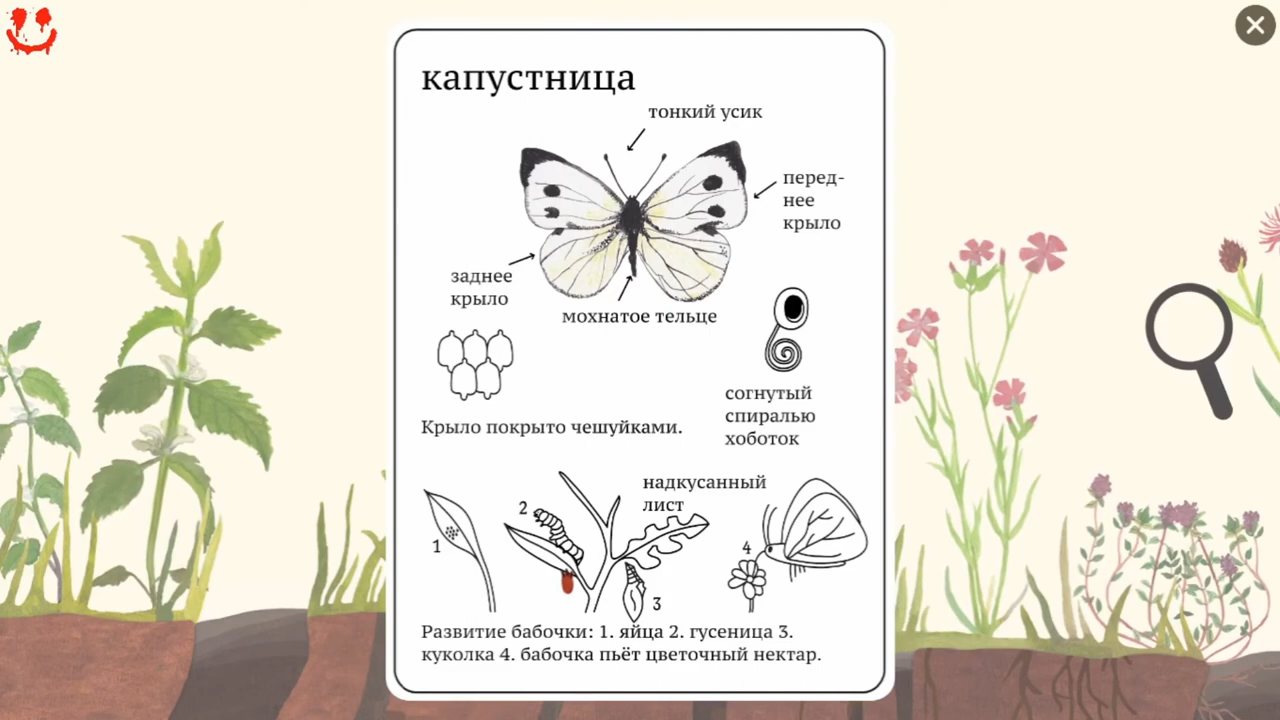 капустница
тонкий усик
перед-
нее
крыло
заднее
крыло
мохнатое тельце
согнутый
спиралью
хоботок
Крыло покрыто чешуйками.
надкусанный
лист
2
1
4
3
Развитие бабочки: 1. яйца 2. гусеница 3.
куколка 4. бабочка пьёт цветочный нектар.